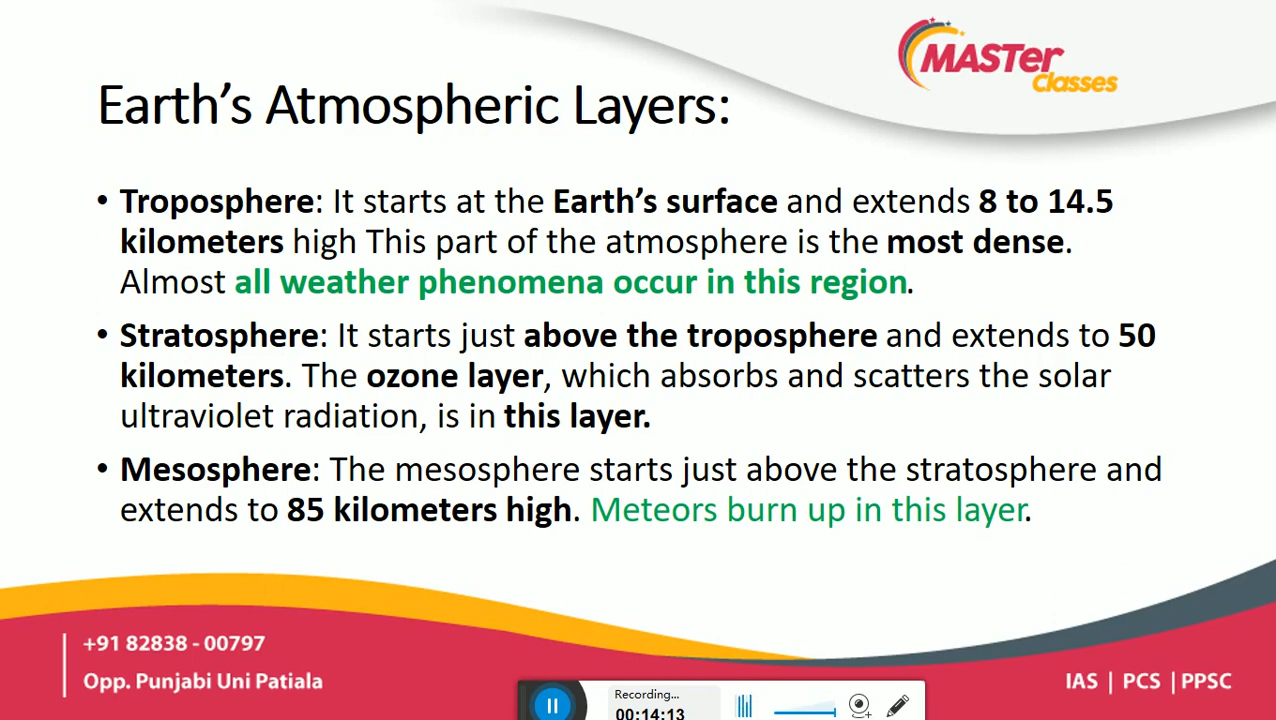 MASTer
Classes
Earth’s Atmospheric Layers:
• Troposphere: It starts at the Earth’s surface and extends 8 to 14.5
kilometers high This part of the atmosphere is the most dense.
Almost all weather phenomena occur in this region.
• Stratosphere: It starts just above the troposphere and extends to 50
kilometers. The ozone layer, which absorbs and scatters the solar
ultraviolet radiation, is in this layer.
• Mesosphere: The mesosphere starts just above the stratosphere and
extends to 85 kilometers high. Meteors burn up in this layer.
+91 82838 - 00797
Opp. Punjabi Uni Patiala
IAS | PCS | PPSC
Recording...
00:14:13